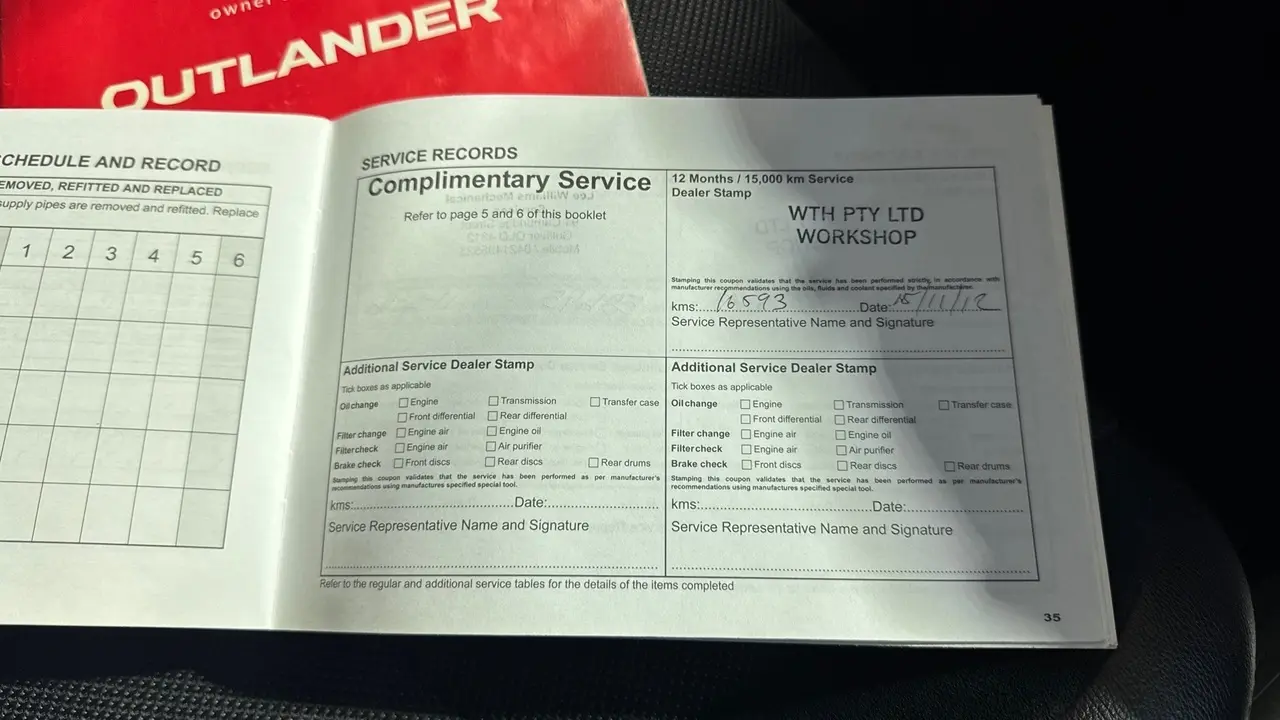 owner
OUTLANDER
CHEDULE AND RECORD
EMOVED, REFITTED AND REPLACED
supply pipes are removed and refitted. Replace
1 2 3 4 5 6
SERVICE RECORDS
Complimentary Service
Refer to page 5 and 6 of this booklet
12 Months / 15,000 km Service
Dealer Stamp
WTH PTY LTD
WORKSHOP
Stamping this coupon validates that the service has been performed strictly in accordance with
manufacturer recommendations using the oils, fluids and coolant specified by the manufacturer.
kms: 16593 Date: 15/11/12
Service Representative Name and Signature
Additional Service Dealer Stamp
Tick boxes as applicable
Oil change Engine Transmission Transfer case
Front differential Rear differential
Filter change Engine air Engine oil
Filter check Engine air Air purifier
Brake check Front discs Rear discs Rear drums
Stamping this coupon validates that the service has been performed as per manufacturer's
recommendations using manufactures specified special tool.
kms: Date:
Service Representative Name and Signature
Additional Service Dealer Stamp
Tick boxes as applicable
Oil change Engine Transmission Transfer case
Front differential Rear differential
Filter change Engine air Engine oil
Filter check Engine air Air purifier
Brake check Front discs Rear discs Rear drums
Stamping this coupon validates that the service has been performed as per manufacturer's
recommendations using manufactures specified special tool.
kms: Date:
Service Representative Name and Signature
Refer to the regular and additional service tables for the details of the items completed
35